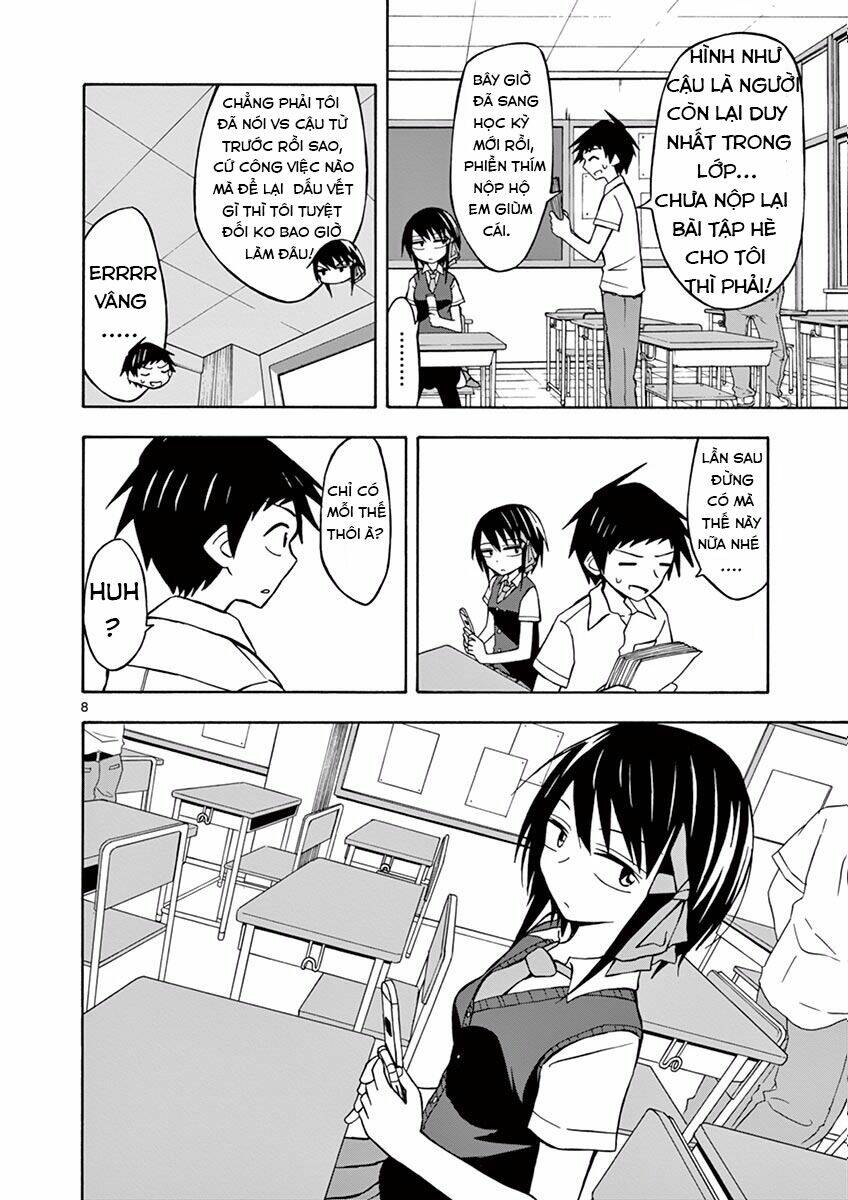 HÌNH NHƯ
CẬU LÀ NGƯỜI
CÒN LẠI DUY
NHẤT TRONG
LỚP...
CHƯA NỘP LẠI
BÀI TẬP HÈ
CHO TÔI
THÌ PHẢI!
BÂY GIỜ
ĐÃ SANG
HỌC KỲ
MỚI RỒI,
PHIỀN THÍM
NỘP HỘ
EM GIÙM
CÁI.
........
CHẲNG PHẢI TÔI
ĐÃ NÓI VS CẬU TỪ
TRƯỚC RỒI SAO,
CỨ CÔNG VIỆC NÀO
MÀ ĐỂ LẠI DẤU VẾT
GÌ THÌ TÔI TUYỆT
ĐỐI KO BAO GIỜ
LÀM ĐÂU!
ERRRR
VÂNG
.....
LẦN SAU
ĐỪNG
CÓ MÀ
THẾ NÀY
NỮA NHÉ
....
CHỈ CÓ
MỖI THẾ
THÔI À?
HUH
?
8